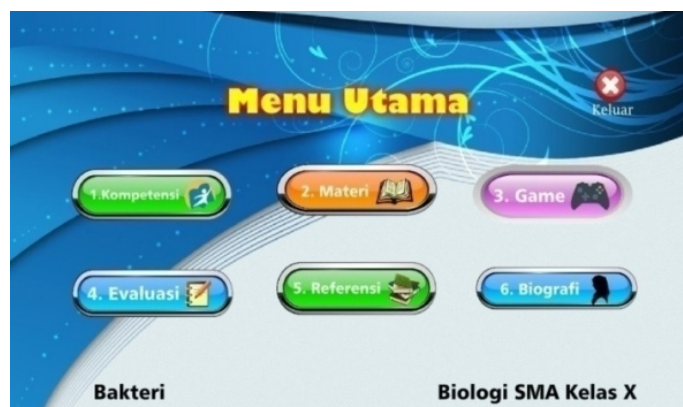 Menu Utama
Keluar
1.Kompetensi
2. Materi
3. Game
4. Evaluasi
5. Referensi
6. Biografi
Bakteri
Biologi SMA Kelas X